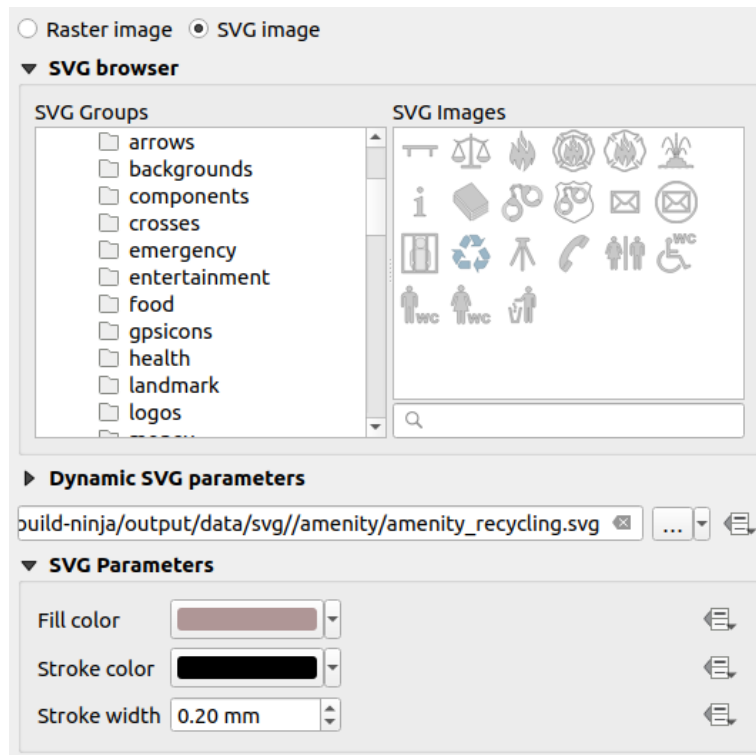 Raster image SVG image
SVG browser
SVG Groups
arrows
backgrounds
components
crosses
emergency
entertainment
food
gpsicons
health
landmark
logos
SVG Images
i
wc
wc
wc
Dynamic SVG parameters
build-ninja/output/data/svg//amenity/amenity_recycling.svg
...
SVG Parameters
Fill color
Stroke color
Stroke width 0.20 mm